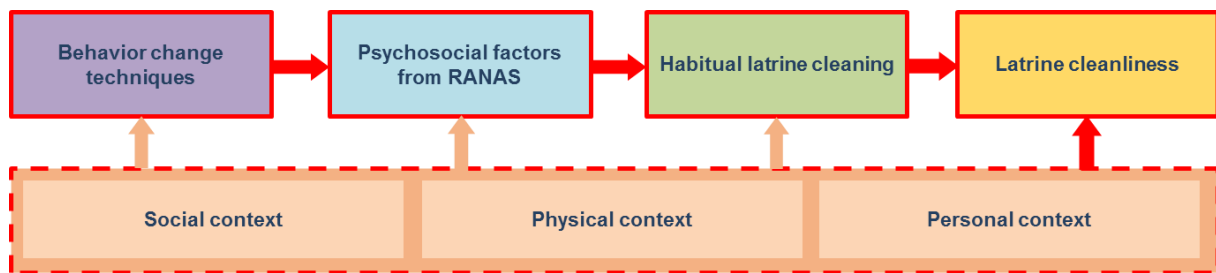 Behavior change
techniques
Psychosocial factors
from RANAS
Habitual latrine cleaning
Latrine cleanliness
Social context
Physical context
Personal context